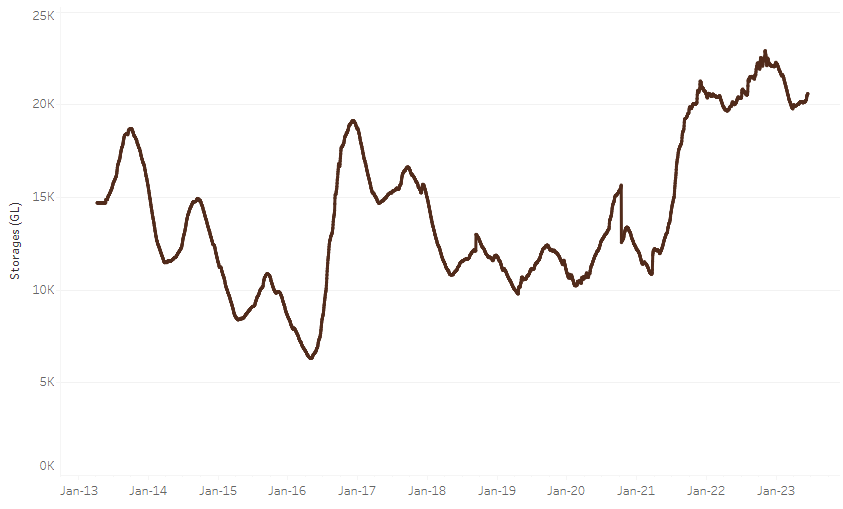 25K
20K
15K
10K
5K
0K
Storages (GL)
Jan-13 Jan-14 Jan-15 Jan-16 Jan-17 Jan-18 Jan-19 Jan-20 Jan-21 Jan-22 Jan-23